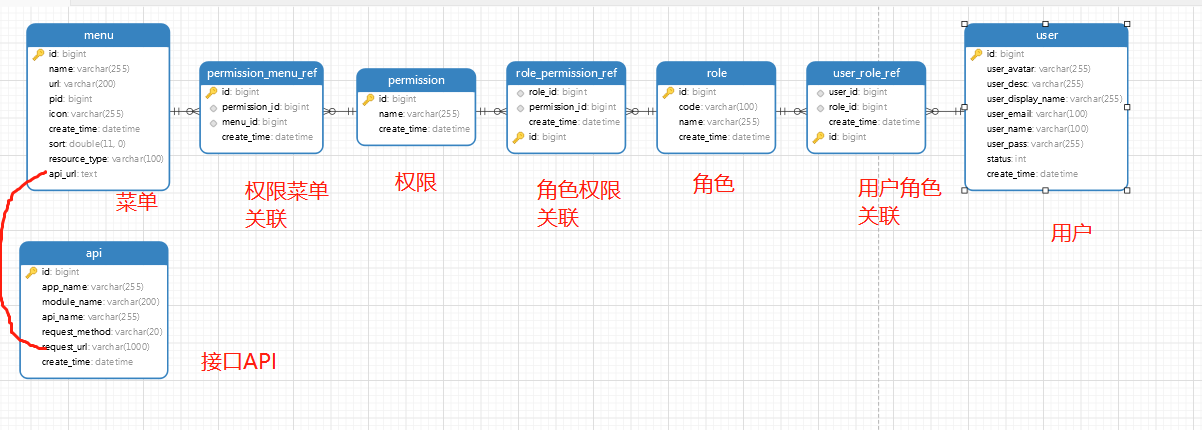 menu
id: bigint
name: varchar(255)
url: varchar(200)
pid: bigint
icon: varchar(255)
create_time: datetime
sort: double(11, 0)
resource_type: varchar(100)
api_url: text
菜单
permission_menu_ref
id: bigint
permission_id: bigint
menu_id: bigint
create_time: datetime
权限菜单
关联
permission
id: bigint
name: varchar(255)
create_time: datetime
权限
role_permission_ref
role_id: bigint
permission_id: bigint
create_time: datetime
id: bigint
角色权限
关联
role
id: bigint
code: varchar(100)
name: varchar(255)
create_time: datetime
角色
user_role_ref
user_id: bigint
role_id: bigint
create_time: datetime
id: bigint
用户角色
关联
user
id: bigint
user_avatar: varchar(255)
user_desc: varchar(255)
user_display_name: varchar(255)
user_email: varchar(100)
user_name: varchar(100)
user_pass: varchar(255)
status: int
create_time: datetime
用户
api
id: bigint
app_name: varchar(255)
module_name: varchar(200)
api_name: varchar(255)
request_method: varchar(20)
request_url: varchar(1000)
create_time: datetime
接口API